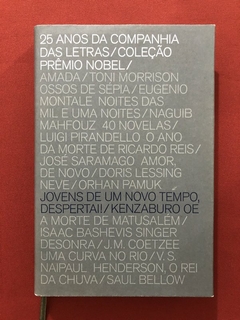 25 ANOS DA COMPANHIA
DAS LETRAS/COLEÇÃO
PRÊMIO NOBEL/
AMADA/TONI MORRISON
OSSOS DE SÉPIA/EUGENIO
MONTALE NOITES DAS
MIL E UMA NOITES/NAGUIB
MAHFOUZ 40 NOVELAS/
LUIGI PIRANDELLO O ANO
DA MORTE DE RICARDO REIS/
JOSÉ SARAMAGO AMOR,
DE NOVO/DORIS LESSING
NEVE/ORHAN PAMUK
JOVENS DE UM NOVO TEMPO,
DESPERTAI!/KENZABURO OE
A MORTE DE MATUSALÉM/
ISAAC BASHEVIS SINGER
DESONRA/J.M. COETZEE
UMA CURVA NO RIO/V.S.
NAIPAUL HENDERSON, O REI
DA CHUVA/SAUL BELLOW